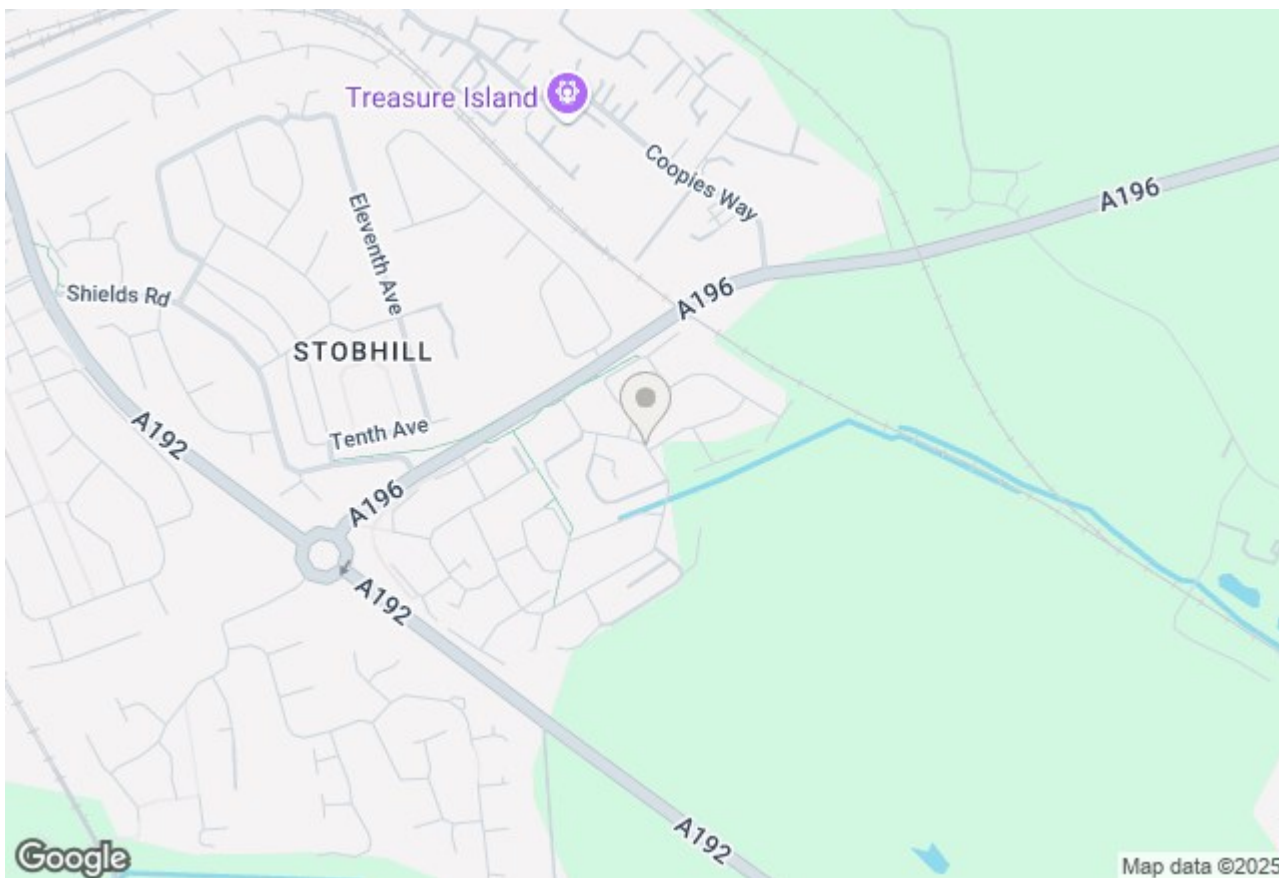 Treasure Island
Coopies Way
A196
Eleventh Ave
Shields Rd
A196
STOBHILL
A192
Tenth Ave
A196
A192
A192
Google
Map data ©2025